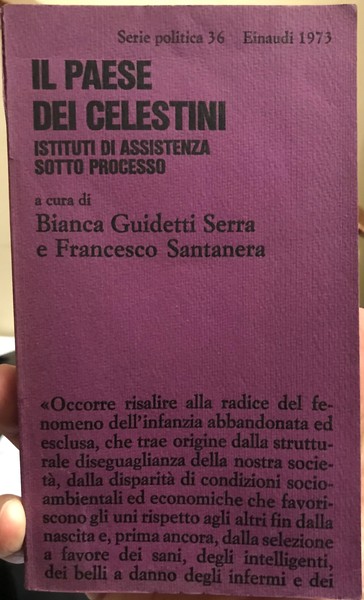 Serie politica 36 Einaudi 1973
IL PAESE
DEI CELESTINI
ISTITUTI DI ASSISTENZA
SOTTO PROCESSO
a cura di
Bianca Guidetti Serra
e Francesco Santanera
«Occorre risalire alla radice del fe-
nomeno dell'infanzia abbandonata ed
esclusa, che trae origine dalla struttu-
rale diseguaglianza della nostra socie-
tà, dalla disparità di condizioni socio-
ambientali ed economiche che favori-
scono gli uni rispetto agli altri fin dalla
nascita e, prima ancora, dalla selezione
a favore dei sani, degli intelligenti,
dei belli a danno degli infermi e dei